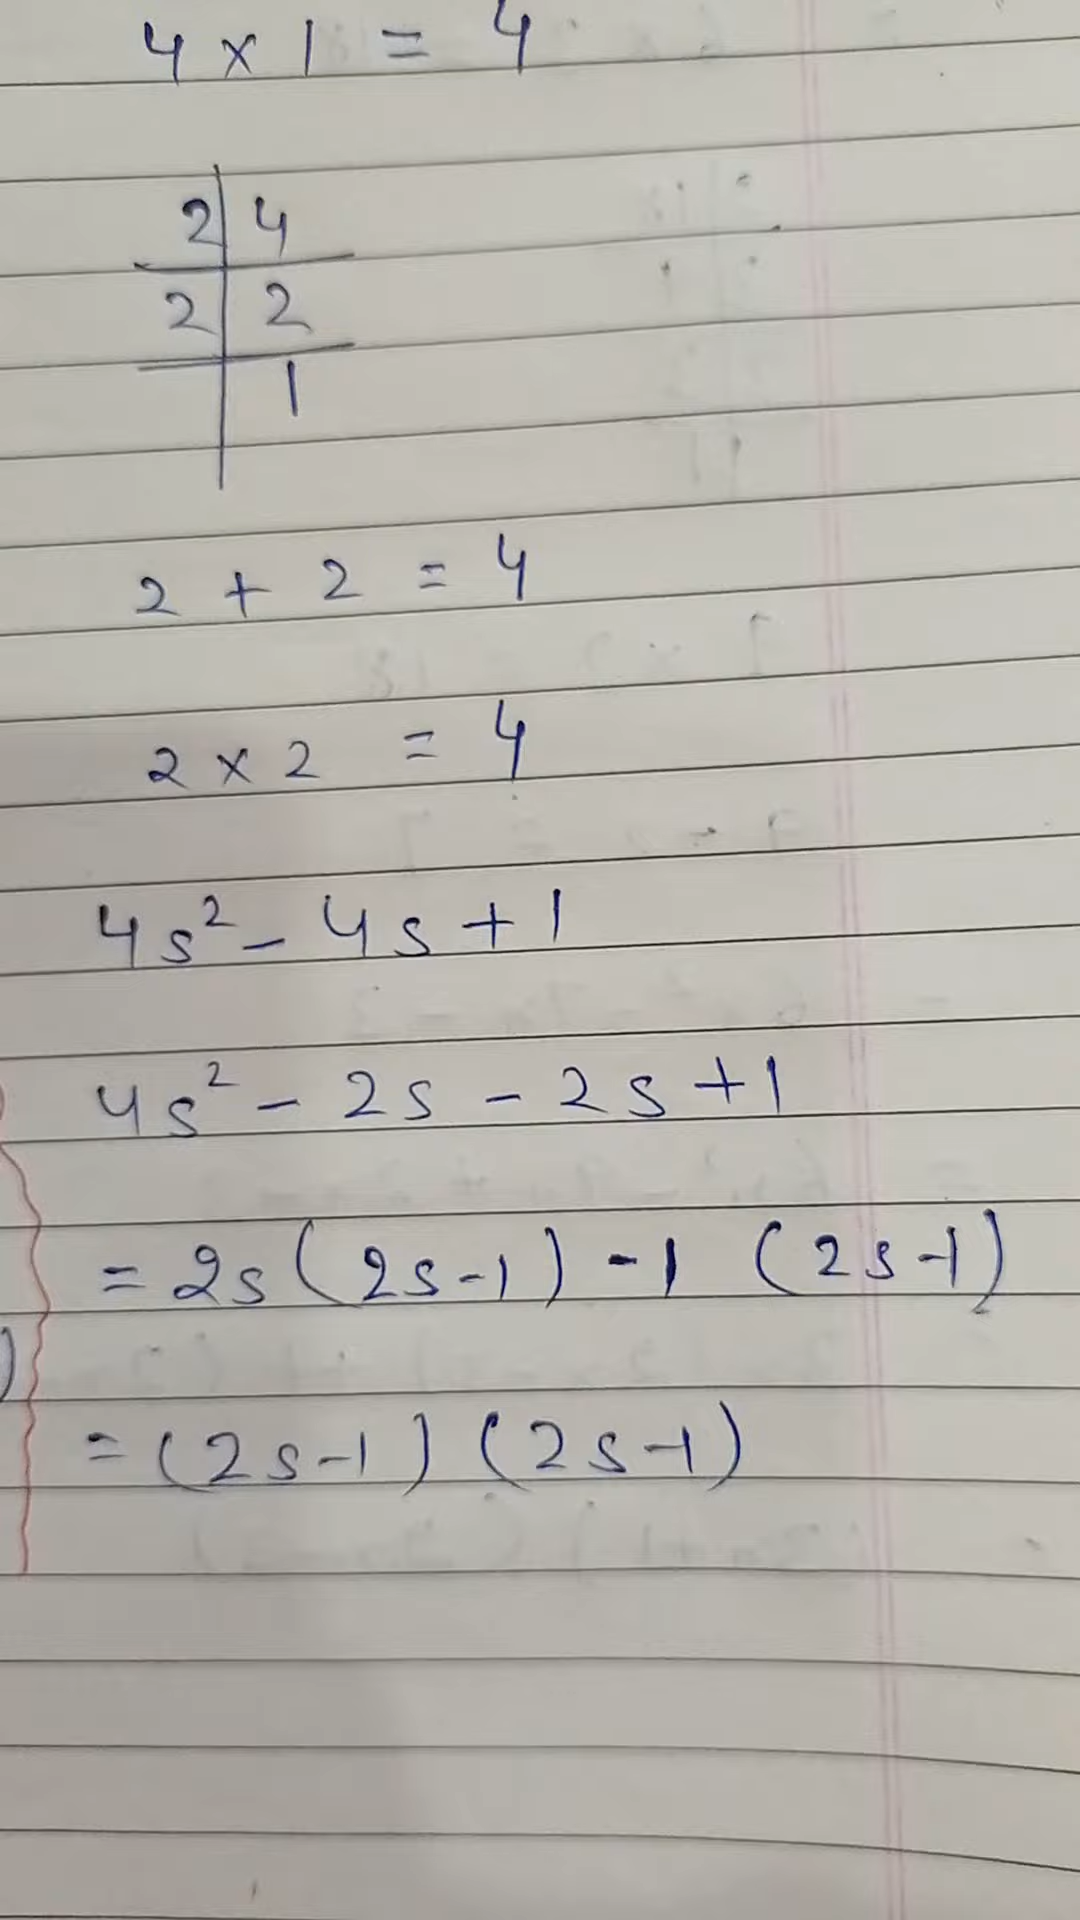 4 × 1 = 4
2 | 4
2 | 2
| 1
2 + 2 = 4
2 × 2 = 4
4s² - 4s + 1
4s² - 2s - 2s + 1
= 2s (2s-1) - 1 (2s-1)
= (2s-1) (2s-1)